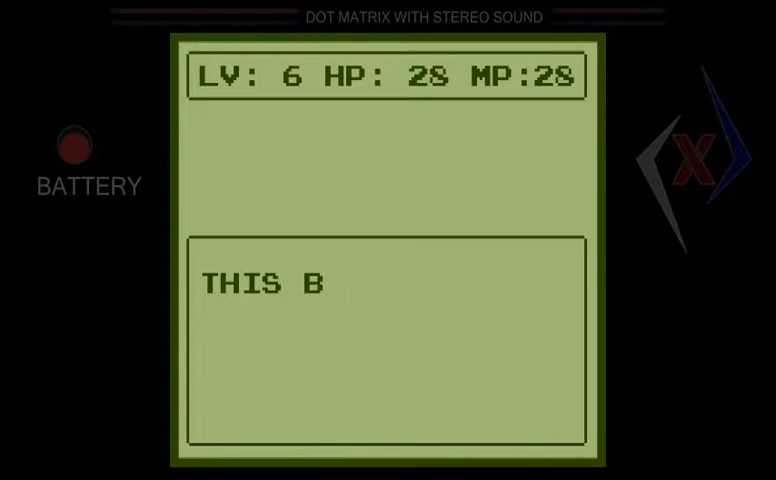 DOT MATRIX WITH STEREO SOUND
LV: 6 HP: 28 MP:28
BATTERY
X
THIS B